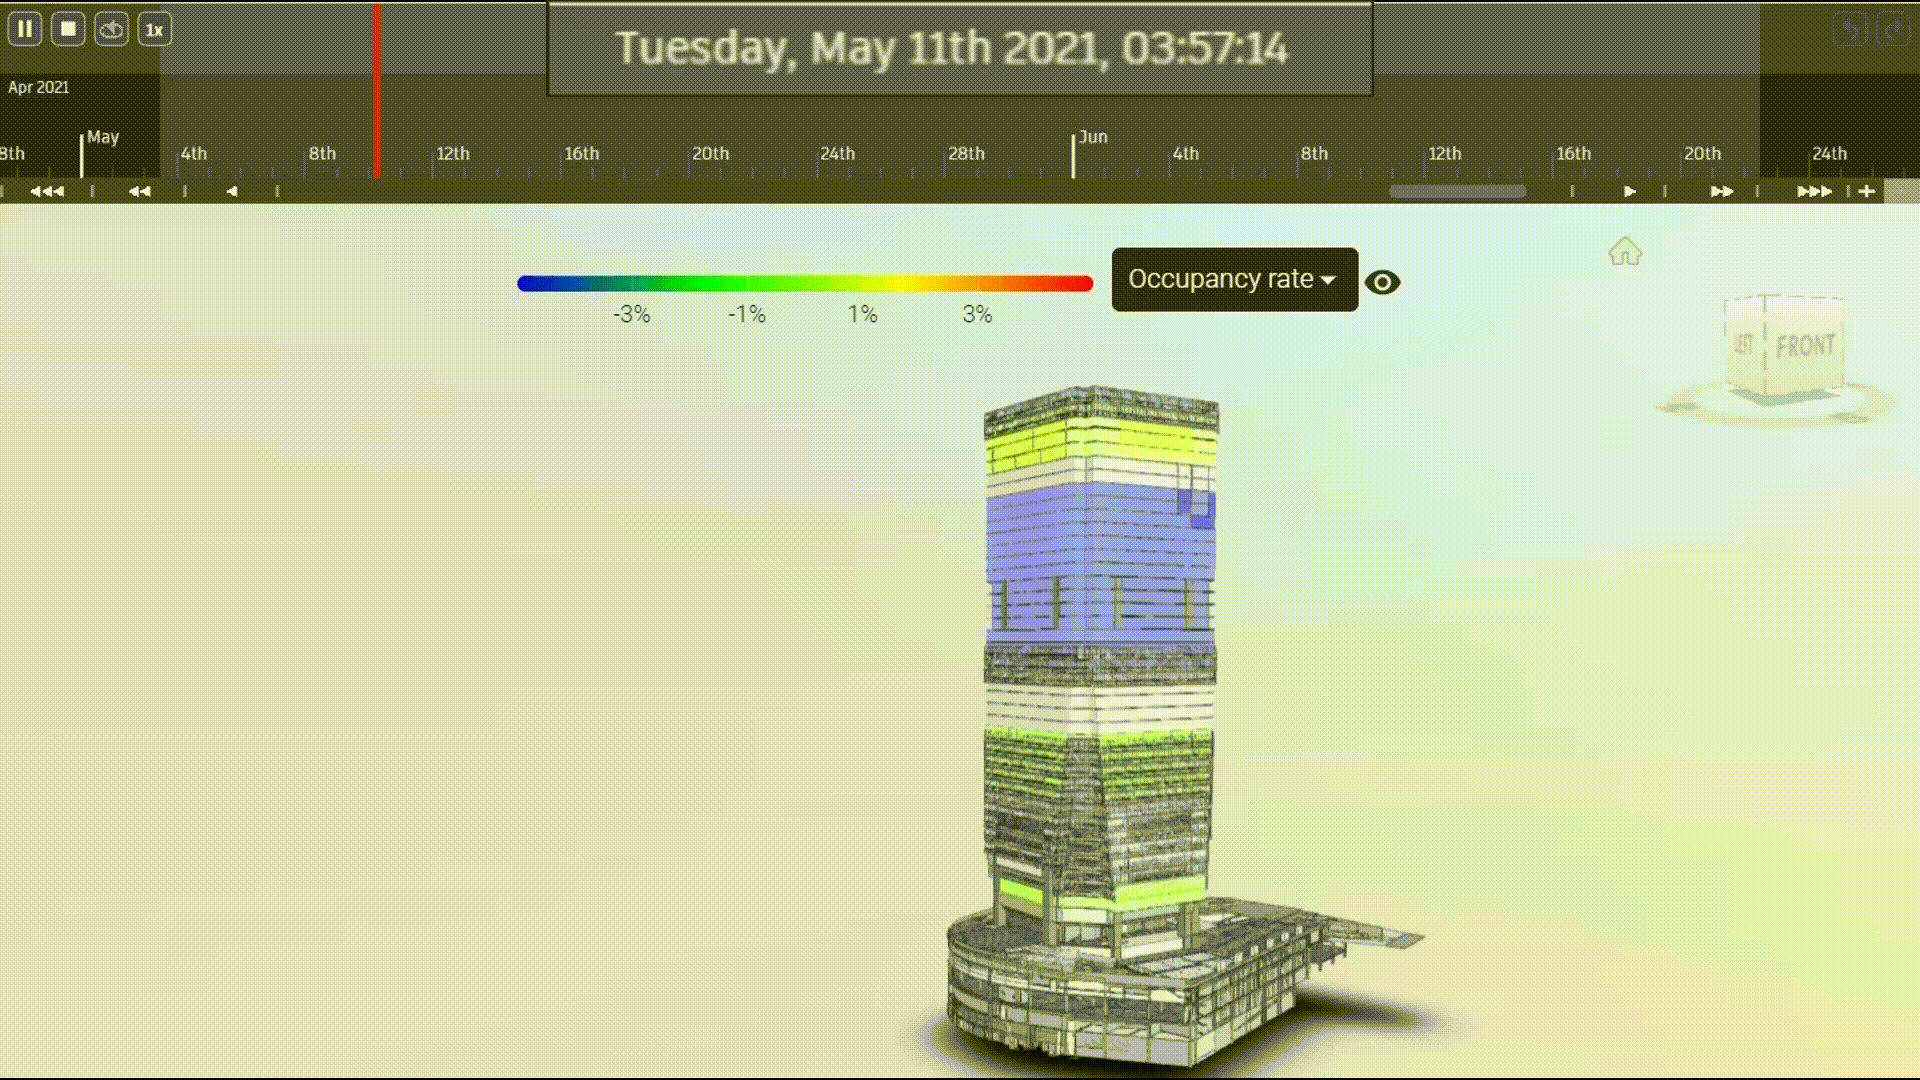 1x
Tuesday, May 11th 2021, 03:57:14
Apr 2021
May
Jun
8th 4th 8th 12th 16th 20th 24th 28th 4th 8th 12th 16th 20th 24th
Occupancy rate
-3% -1% 1% 3%
LEFT FRONT